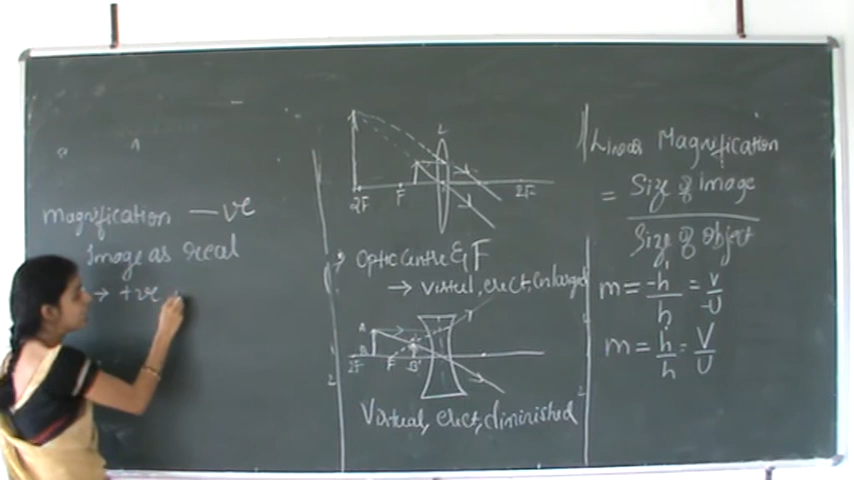 Magnification — ve
Image as real
→ +ve
L
2F F 2F
Optic Centre & F
→ Virtual, erect, enlarged
A
B
2F F B'
Virtual, erect, diminished
Linear Magnification
= Size of image
Size of object
m = -h' / h = v / -u
m = h' / h = V / U